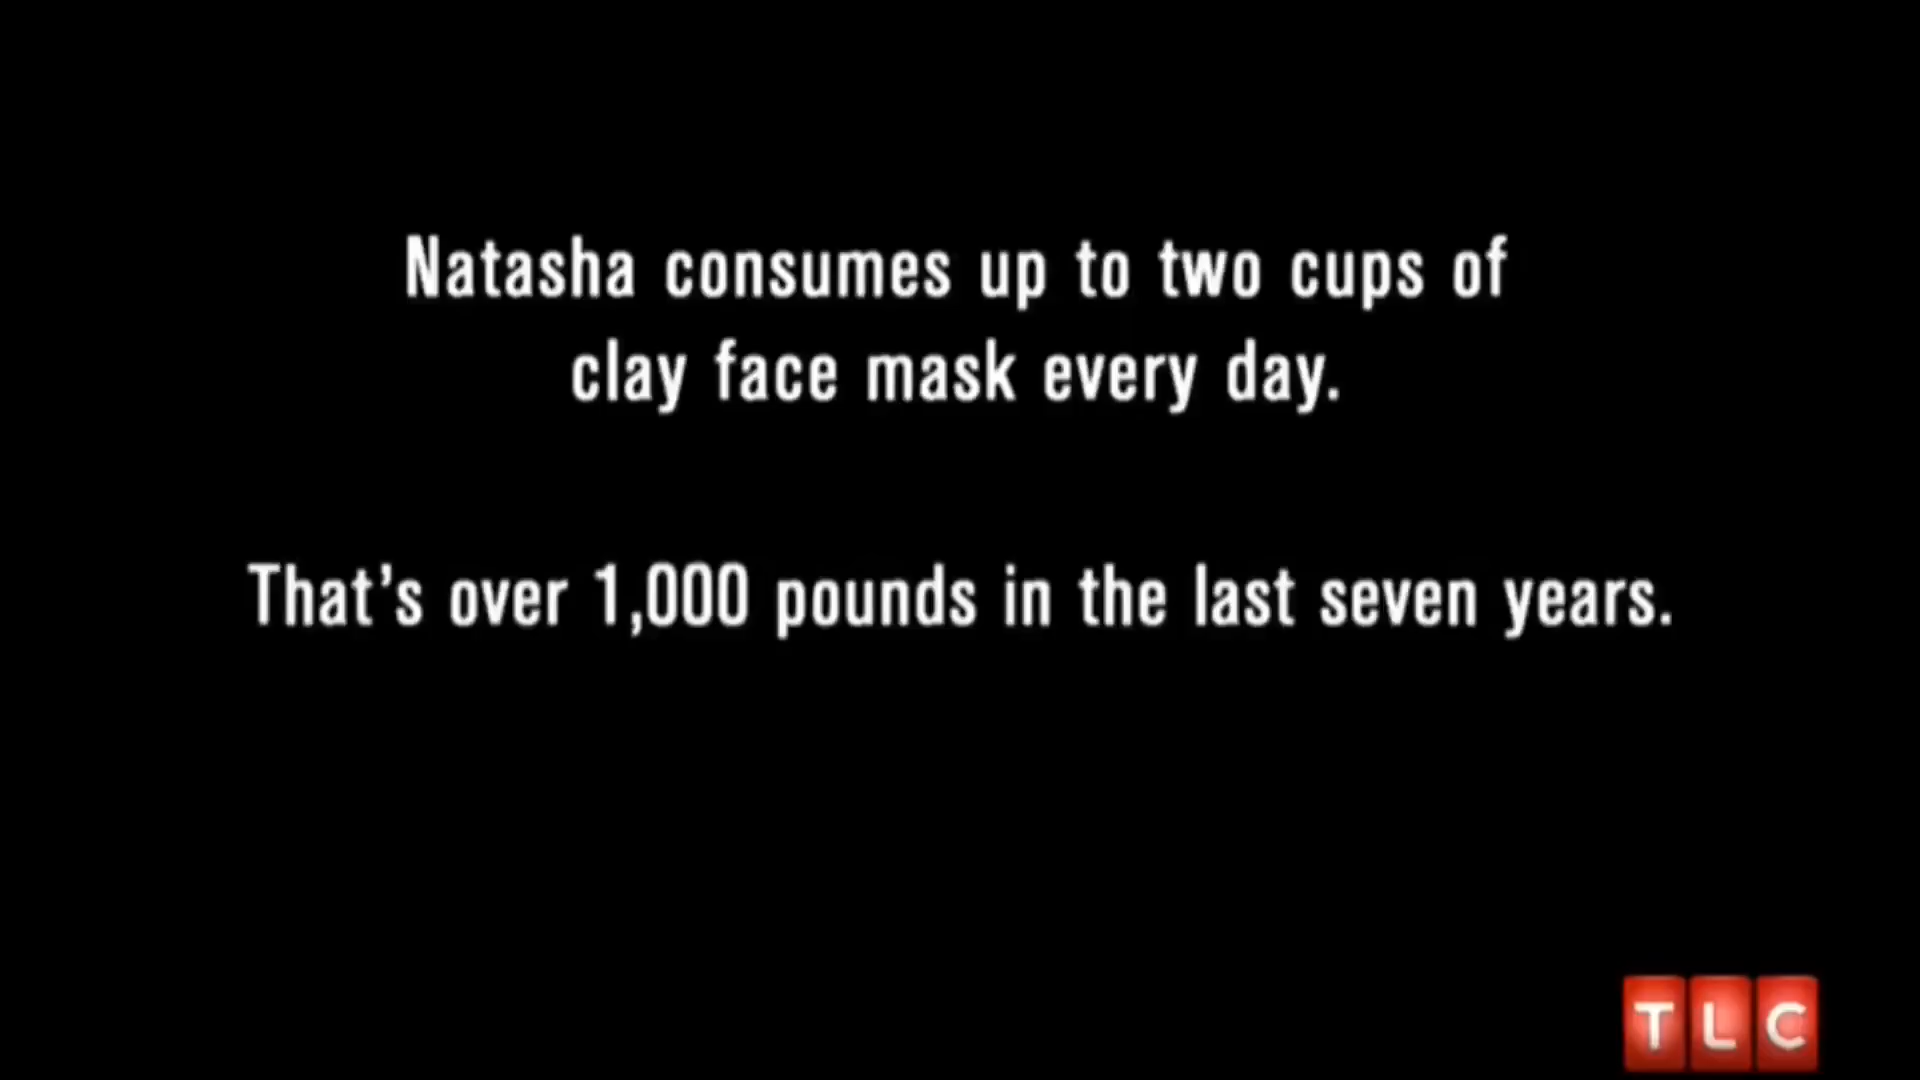 Natasha consumes up to two cups of
clay face mask every day.
That’s over 1,000 pounds in the last seven years.
TLC